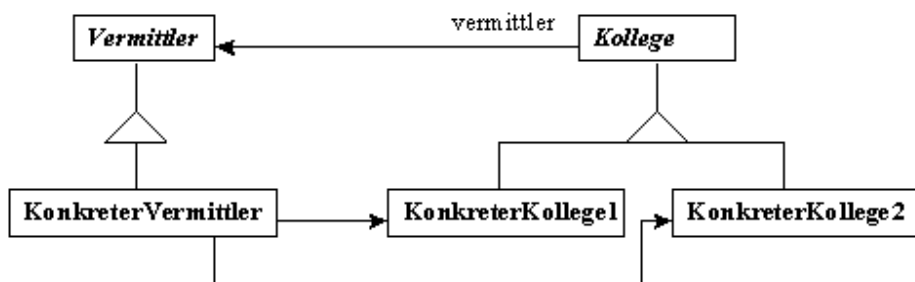 Vermittler
vermittler
Kollege
KonkreterVermittler
KonkreterKollege1
KonkreterKollege2